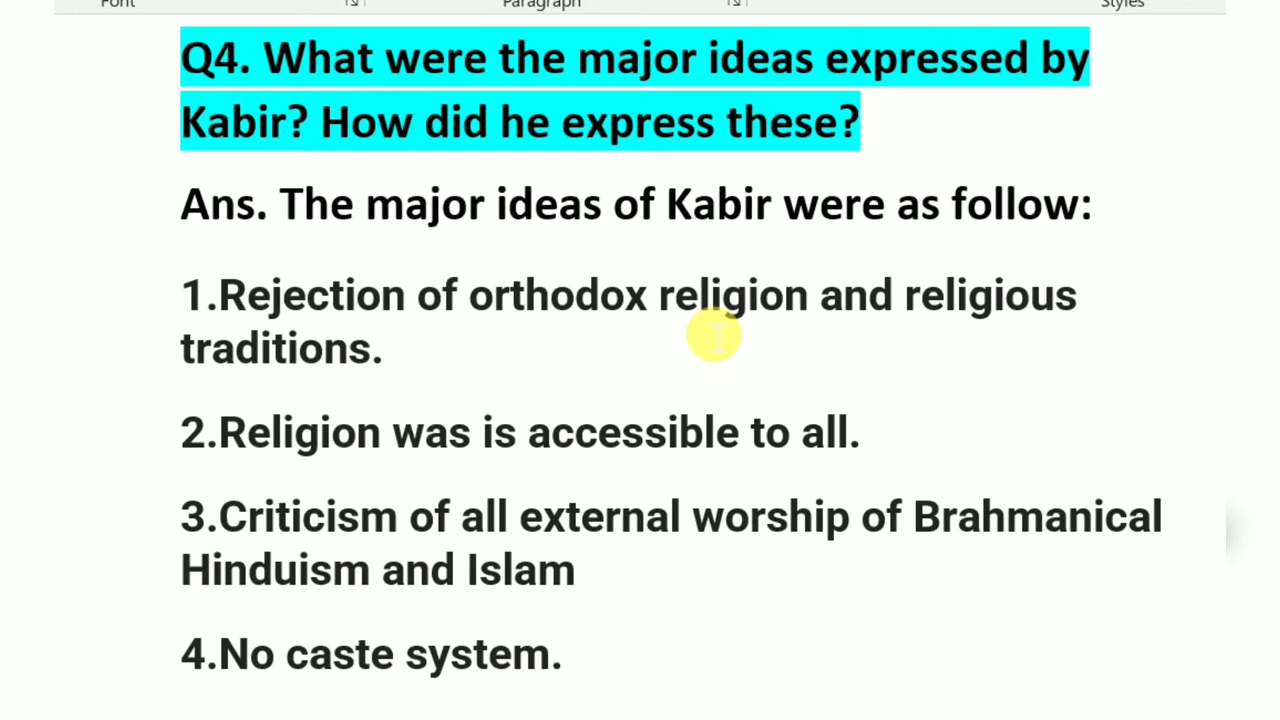 Font Paragraph Styles
Q4. What were the major ideas expressed by
Kabir? How did he express these?
Ans. The major ideas of Kabir were as follow:
1.Rejection of orthodox religion and religious
traditions.
2.Religion was is accessible to all.
3.Criticism of all external worship of Brahmanical
Hinduism and Islam
4.No caste system.